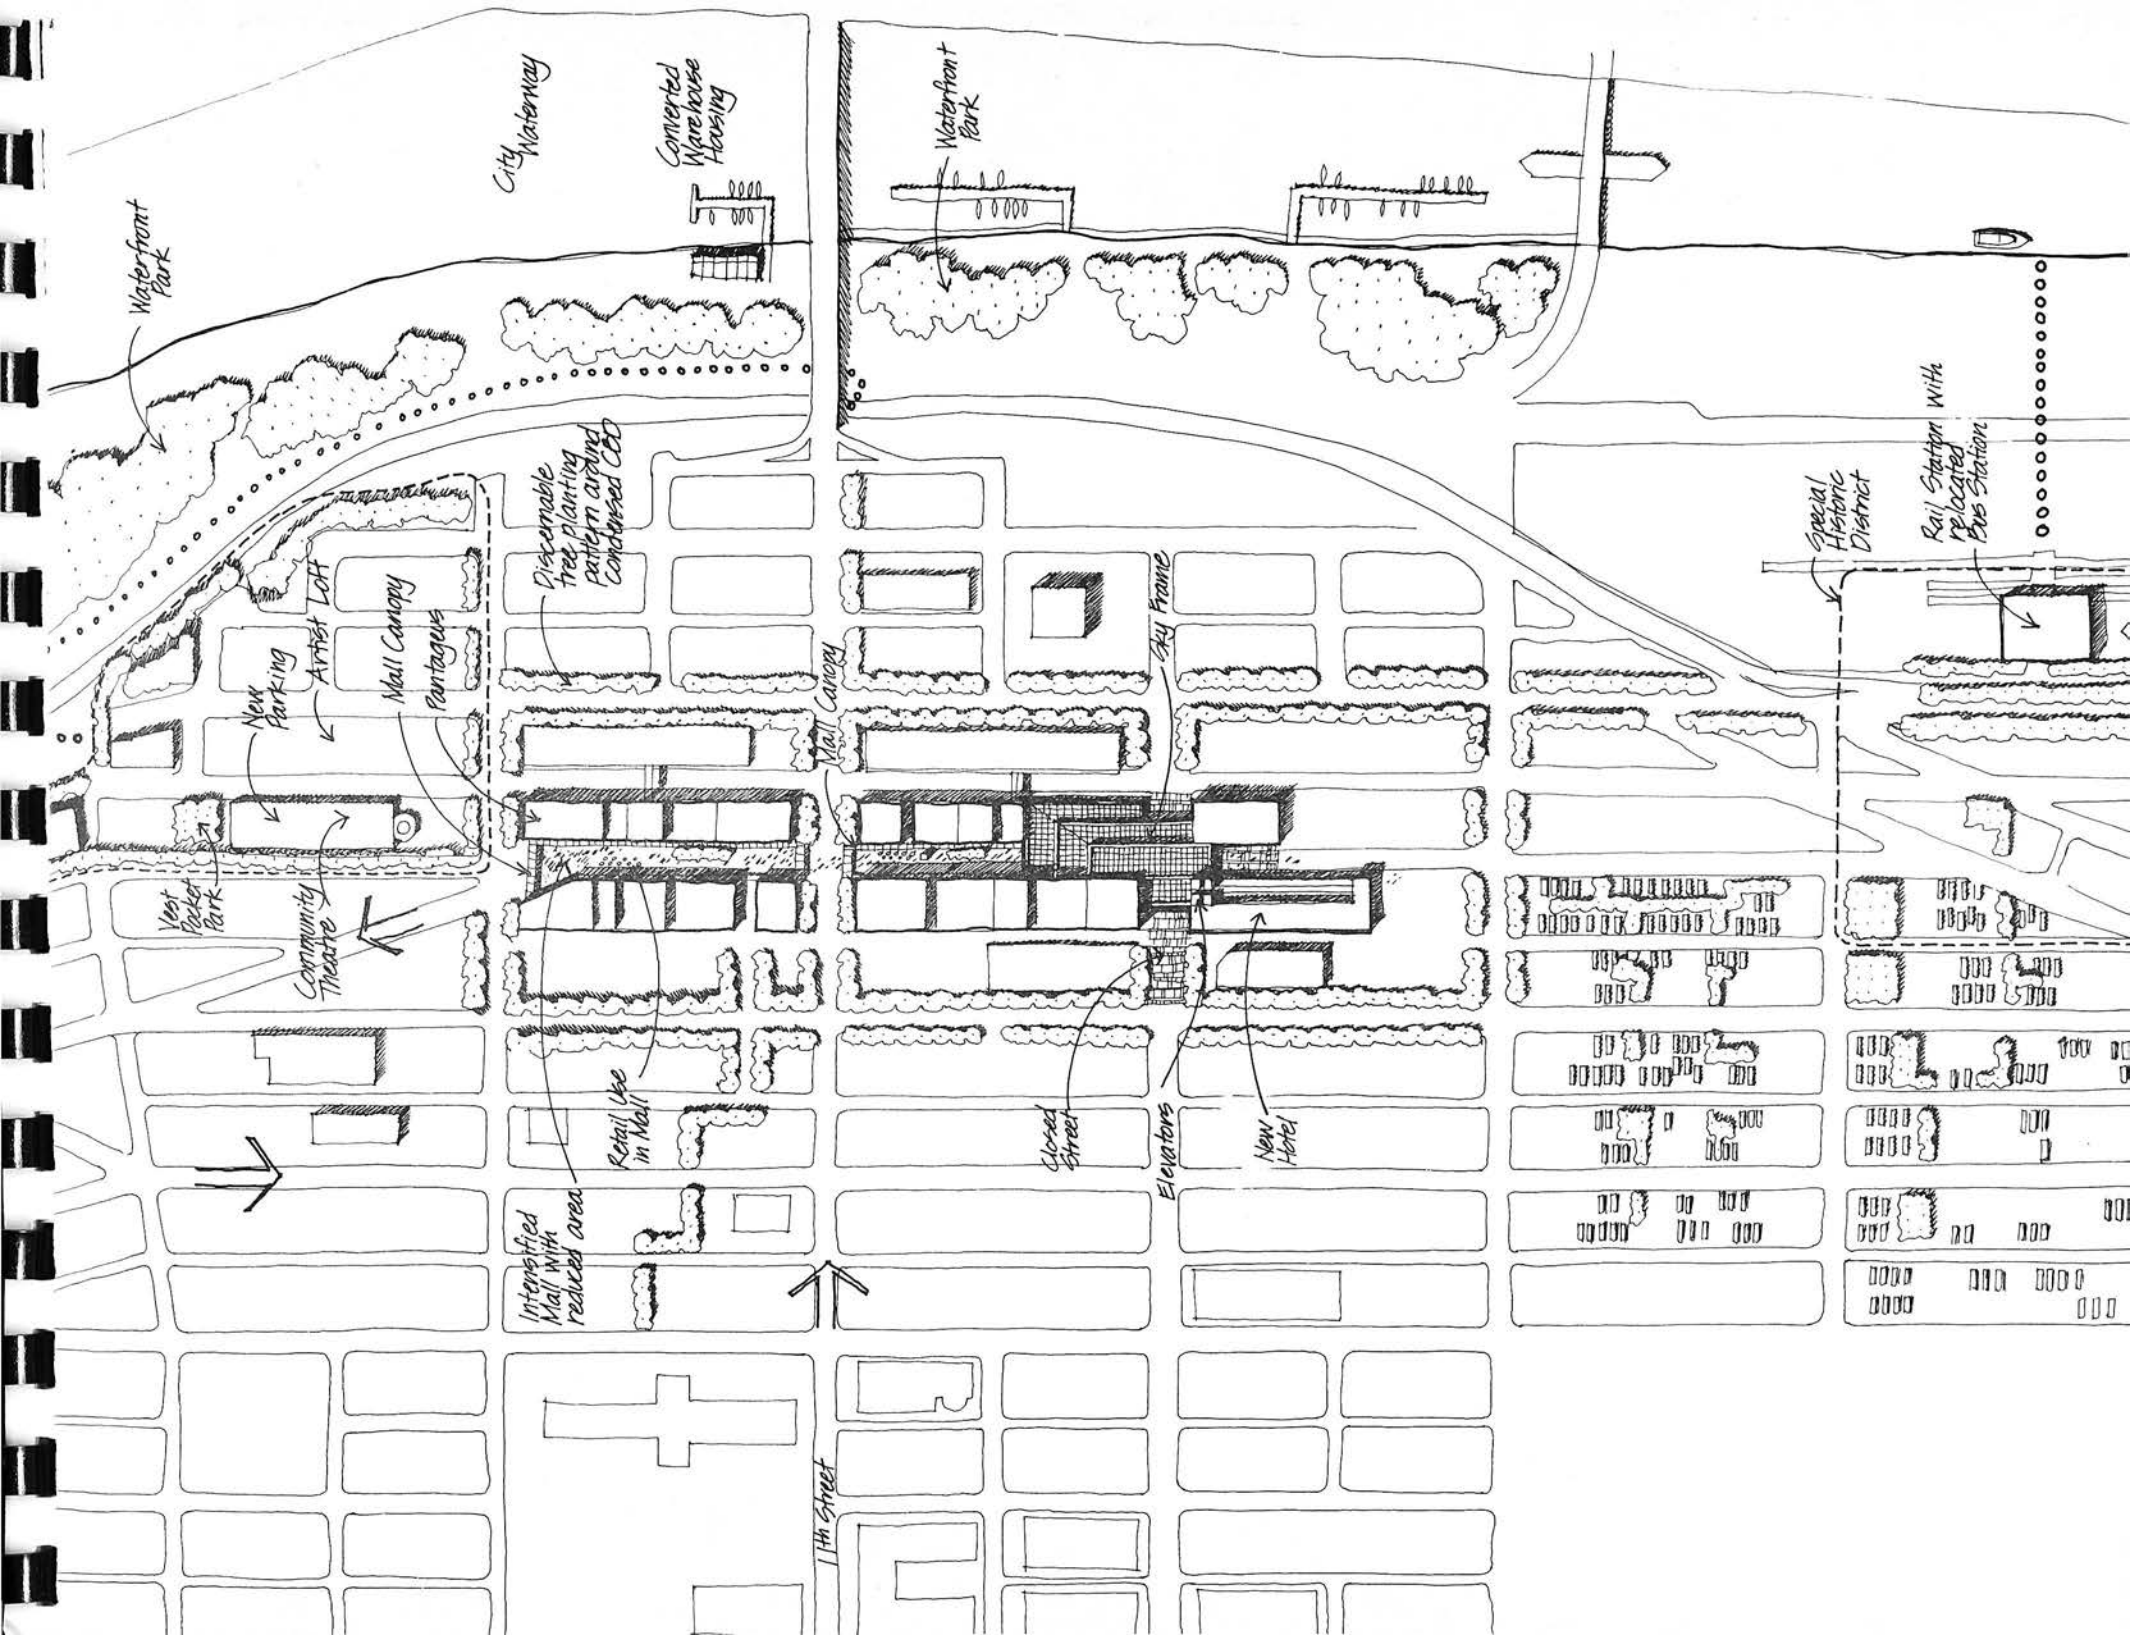 Waterfront
Park
City
Waterway
Converted
Warehouse
Housing
Waterfront
Park
New
Parking
Artist Loft
Mall Canopy
Pantages
Discernable
tree planting
pattern around
condensed CBD
Mall Canopy
Sky Frame
Special
Historic
District
Rail Station with
relocated
Bus Station
Vest
Pocket
Park
Community
Theatre
Intensified
Mall with
reduced area
Retail Use
in Mall
Closed
Street
Elevators
New
Hotel
11th Street